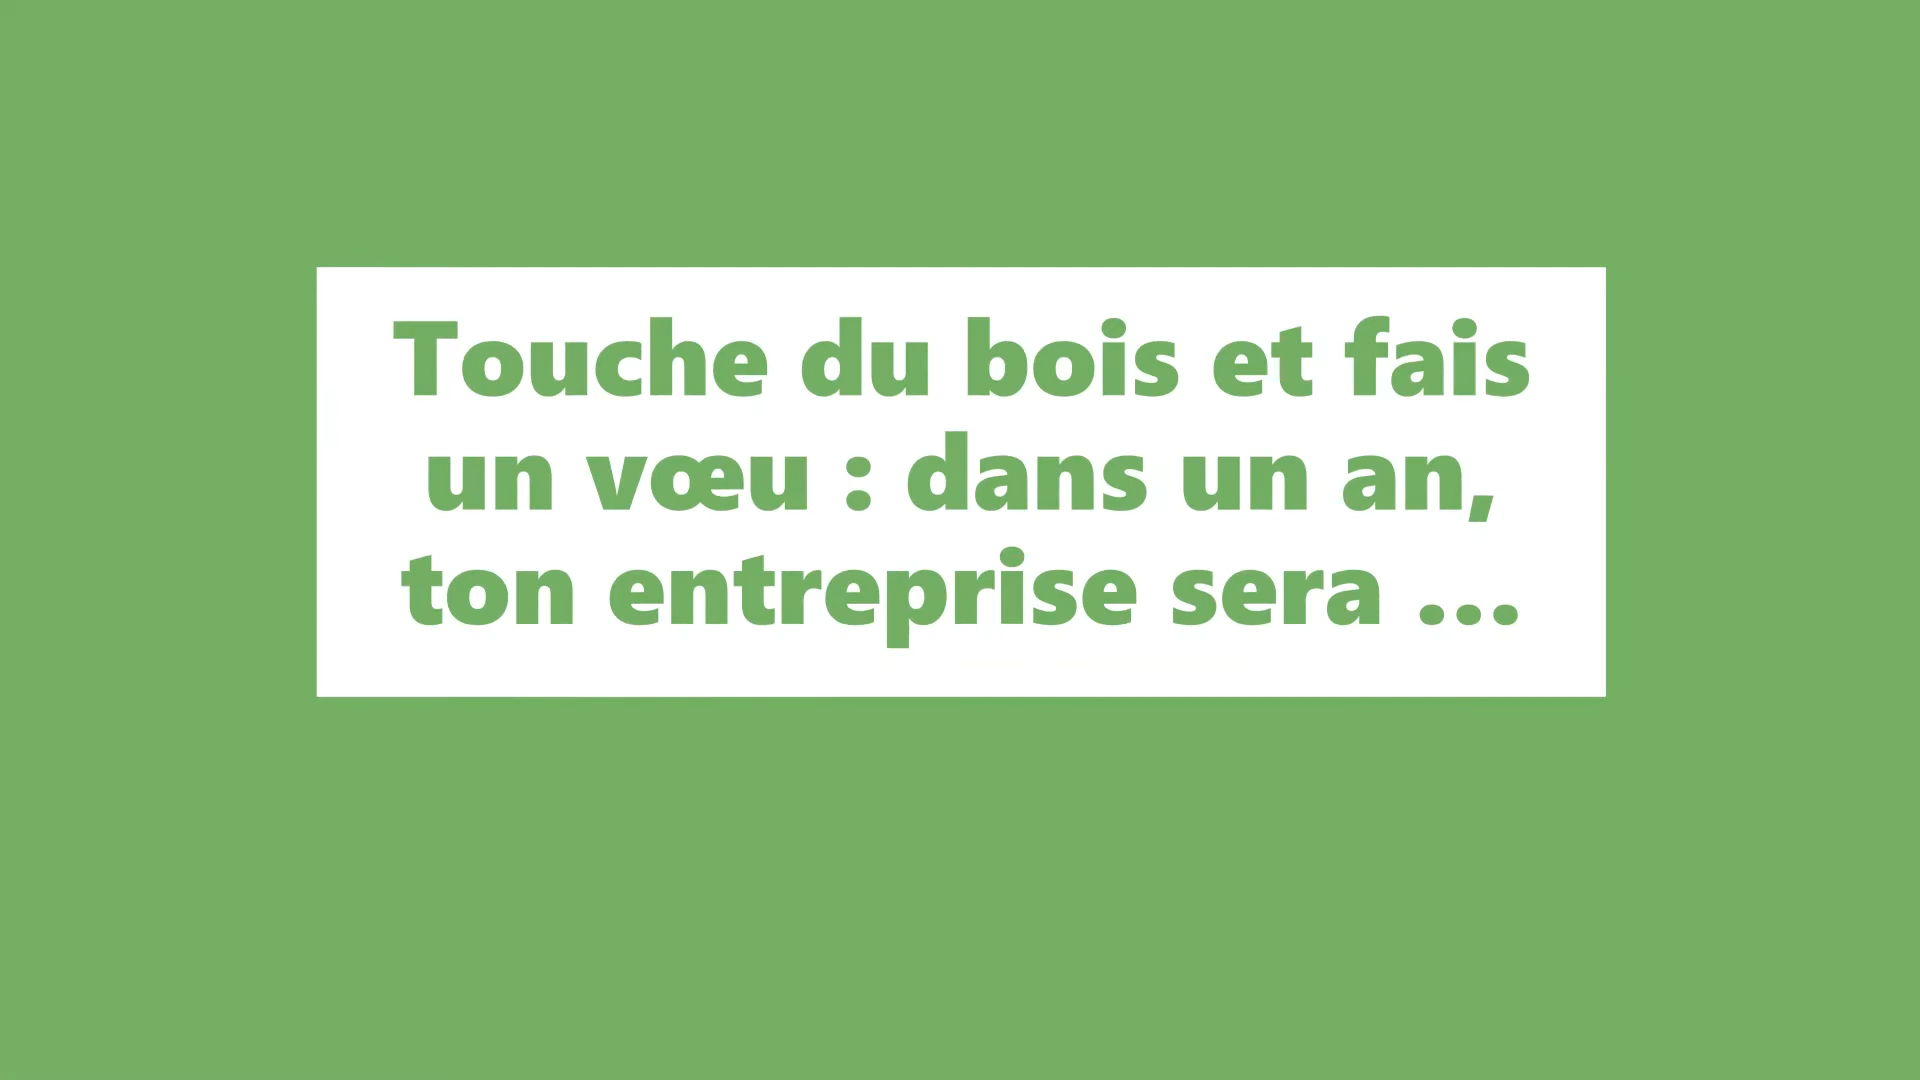 Touche du bois et fais
un vœu : dans un an,
ton entreprise sera ...